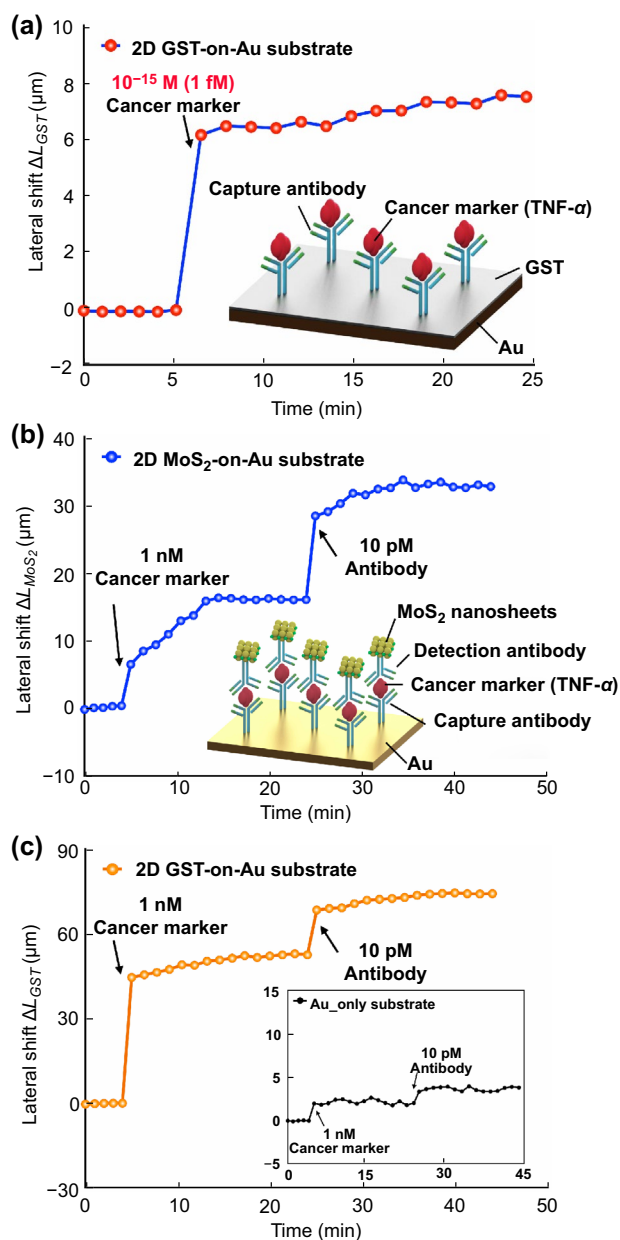 (a)
10
8
6
4
2
0
−2
Lateral shift ΔL_GST (μm)
2D GST-on-Au substrate
10⁻¹⁵ M (1 fM)
Cancer marker
Capture antibody
Cancer marker (TNF-α)
GST
Au
0 5 10 15 20 25
Time (min)
(b)
40
30
20
10
0
−10
Lateral shift ΔL_MoS₂ (μm)
2D MoS₂-on-Au substrate
1 nM
Cancer marker
10 pM
Antibody
MoS₂ nanosheets
Detection antibody
Cancer marker (TNF-α)
Capture antibody
Au
0 10 20 30 40 50
Time (min)
(c)
90
60
30
0
−30
Lateral shift ΔL_GST (μm)
2D GST-on-Au substrate
1 nM
Cancer marker
10 pM
Antibody
15
10
5
0
−5
Au_only substrate
10 pM
Antibody
1 nM
Cancer marker
0 15 30 45
0 10 20 30 40 50
Time (min)